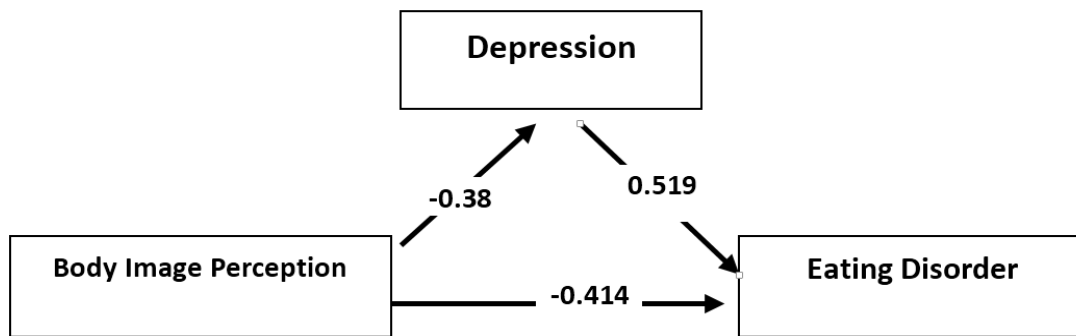 Depression
-0.38
0.519
Body Image Perception
Eating Disorder
-0.414